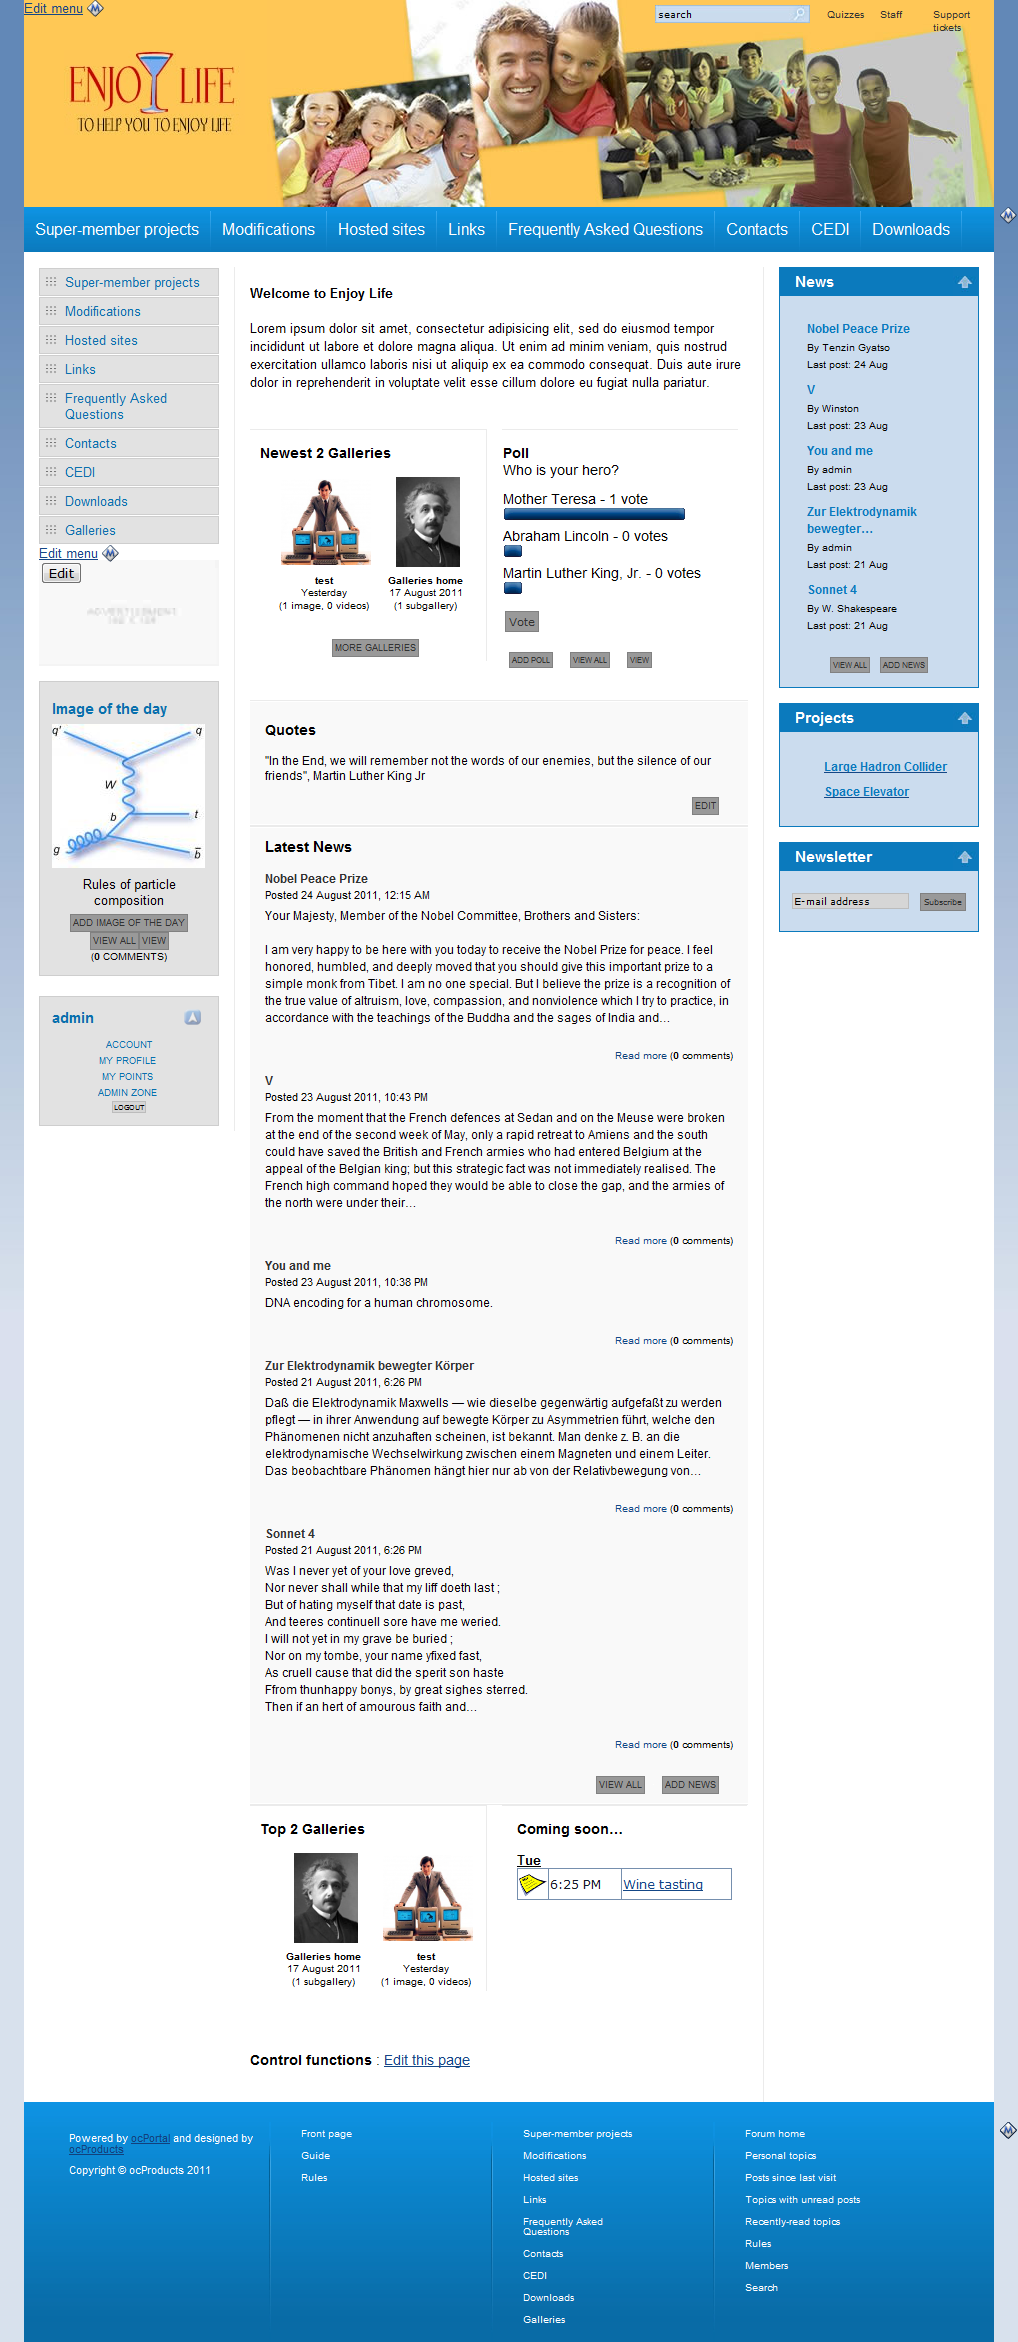 Edit menu
search
Quizzes
Staff
Support
tickets
ENJOY LIFE
TO HELP YOU TO ENJOY LIFE
Super-member projects
Modifications
Hosted sites
Links
Frequently Asked Questions
Contacts
CEDI
Downloads
Super-member projects
Modifications
Hosted sites
Links
Frequently Asked
Questions
Contacts
CEDI
Downloads
Galleries
Edit menu
Edit
ADVERTISEMENT
Image of the day
q'
q
W
b
t
g
b
Rules of particle
composition
ADD IMAGE OF THE DAY
VIEW ALL VIEW
(0 COMMENTS)
admin
ACCOUNT
MY PROFILE
MY POINTS
ADMIN ZONE
LOGOUT
Welcome to Enjoy Life
Lorem ipsum dolor sit amet, consectetur adipisicing elit, sed do eiusmod tempor
incididunt ut labore et dolore magna aliqua. Ut enim ad minim veniam, quis nostrud
exercitation ullamco laboris nisi ut aliquip ex ea commodo consequat. Duis aute irure
dolor in reprehenderit in voluptate velit esse cillum dolore eu fugiat nulla pariatur.
Newest 2 Galleries
test
Yesterday
(1 image, 0 videos)
Galleries home
17 August 2011
(1 subgallery)
MORE GALLERIES
Poll
Who is your hero?
Mother Teresa - 1 vote
Abraham Lincoln - 0 votes
Martin Luther King, Jr. - 0 votes
Vote
ADD POLL
VIEW ALL
VIEW
Quotes
"In the End, we will remember not the words of our enemies, but the silence of our
friends", Martin Luther King Jr
EDIT
Latest News
Nobel Peace Prize
Posted 24 August 2011, 12:15 AM
Your Majesty, Member of the Nobel Committee, Brothers and Sisters:
I am very happy to be here with you today to receive the Nobel Prize for peace. I feel
honored, humbled, and deeply moved that you should give this important prize to a
simple monk from Tibet. I am no one special. But I believe the prize is a recognition of
the true value of altruism, love, compassion, and nonviolence which I try to practice, in
accordance with the teachings of the Buddha and the sages of India and…
Read more (0 comments)
V
Posted 23 August 2011, 10:43 PM
From the moment that the French defences at Sedan and on the Meuse were broken
at the end of the second week of May, only a rapid retreat to Amiens and the south
could have saved the British and French armies who had entered Belgium at the
appeal of the Belgian king; but this strategic fact was not immediately realised. The
French high command hoped they would be able to close the gap, and the armies of
the north were under their…
Read more (0 comments)
You and me
Posted 23 August 2011, 10:38 PM
DNA encoding for a human chromosome.
Read more (0 comments)
Zur Elektrodynamik bewegter Körper
Posted 21 August 2011, 6:26 PM
Daß die Elektrodynamik Maxwells — wie dieselbe gegenwärtig aufgefaßt zu werden
pflegt — in ihrer Anwendung auf bewegte Körper zu Asymmetrien führt, welche den
Phänomenen nicht anzuhaften scheinen, ist bekannt. Man denke z. B. an die
elektrodynamische Wechselwirkung zwischen einem Magneten und einem Leiter.
Das beobachtbare Phänomen hängt hier nur ab von der Relativbewegung von…
Read more (0 comments)
Sonnet 4
Posted 21 August 2011, 6:26 PM
Was I never yet of your love greved,
Nor never shall while that my liff doeth last ;
But of hating myself that date is past,
And teeres continuell sore have me weried.
I will not yet in my grave be buried ;
Nor on my tombe, your name yfixed fast,
As cruell cause that did the sperit son haste
Ffrom thunhappy bonys, by great sighes sterred.
Then if an hert of amourous faith and…
Read more (0 comments)
VIEW ALL
ADD NEWS
Top 2 Galleries
Galleries home
17 August 2011
(1 subgallery)
test
Yesterday
(1 image, 0 videos)
Coming soon…
Tue
6:25 PM
Wine tasting
Control functions : Edit this page
News
Nobel Peace Prize
By Tenzin Gyatso
Last post: 24 Aug
V
By Winston
Last post: 23 Aug
You and me
By admin
Last post: 23 Aug
Zur Elektrodynamik
bewegter…
By admin
Last post: 21 Aug
Sonnet 4
By W. Shakespeare
Last post: 21 Aug
VIEW ALL
ADD NEWS
Projects
Large Hadron Collider
Space Elevator
Newsletter
E-mail address
Subscribe
Powered by ocPortal and designed by
ocProducts
Copyright © ocProducts 2011
Front page
Guide
Rules
Super-member projects
Modifications
Hosted sites
Links
Frequently Asked
Questions
Contacts
CEDI
Downloads
Galleries
Forum home
Personal topics
Posts since last visit
Topics with unread posts
Recently-read topics
Rules
Members
Search